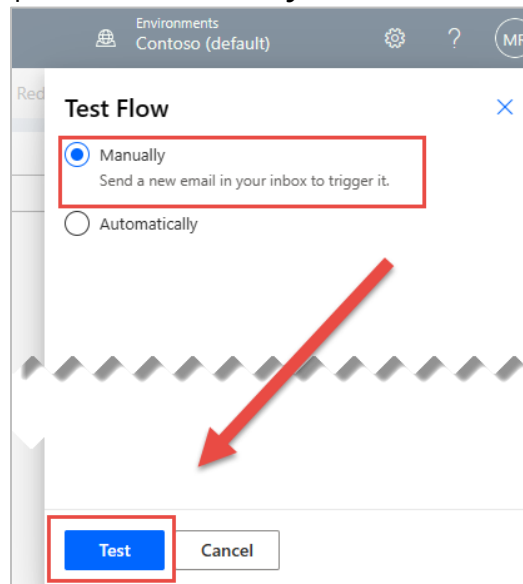 Environments
Contoso (default)
?
MF
Red
Test Flow
Manually
Send a new email in your inbox to trigger it.
Automatically
Test
Cancel